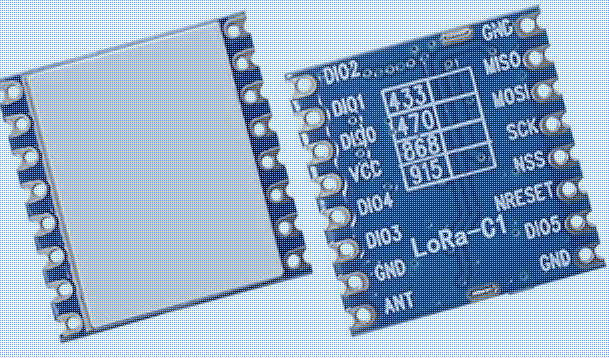 DIO2
DIO1
DIO0
VCC
DIO4
DIO3
GND
ANT
433
470
868
915
LoRa-C1
GND
MISO
MOSI
SCK
NSS
NRESET
DIO5
GND